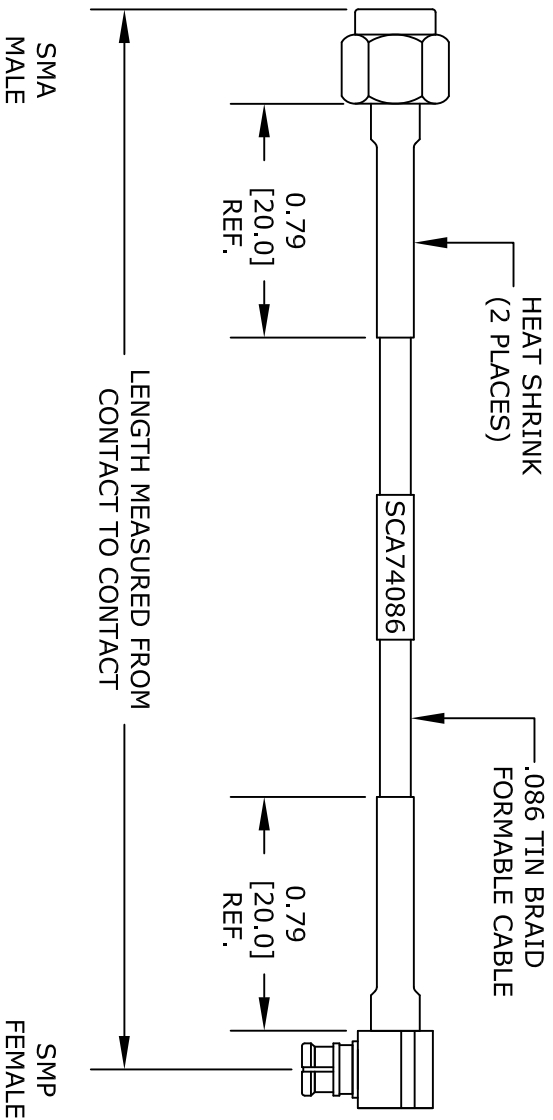 HEAT SHRINK
(2 PLACES)
.086 TIN BRAID
FORMABLE CABLE
SCA74086
0.79
[20.0]
REF.
0.79
[20.0]
REF.
LENGTH MEASURED FROM
CONTACT TO CONTACT
SMA
MALE
SMP
FEMALE